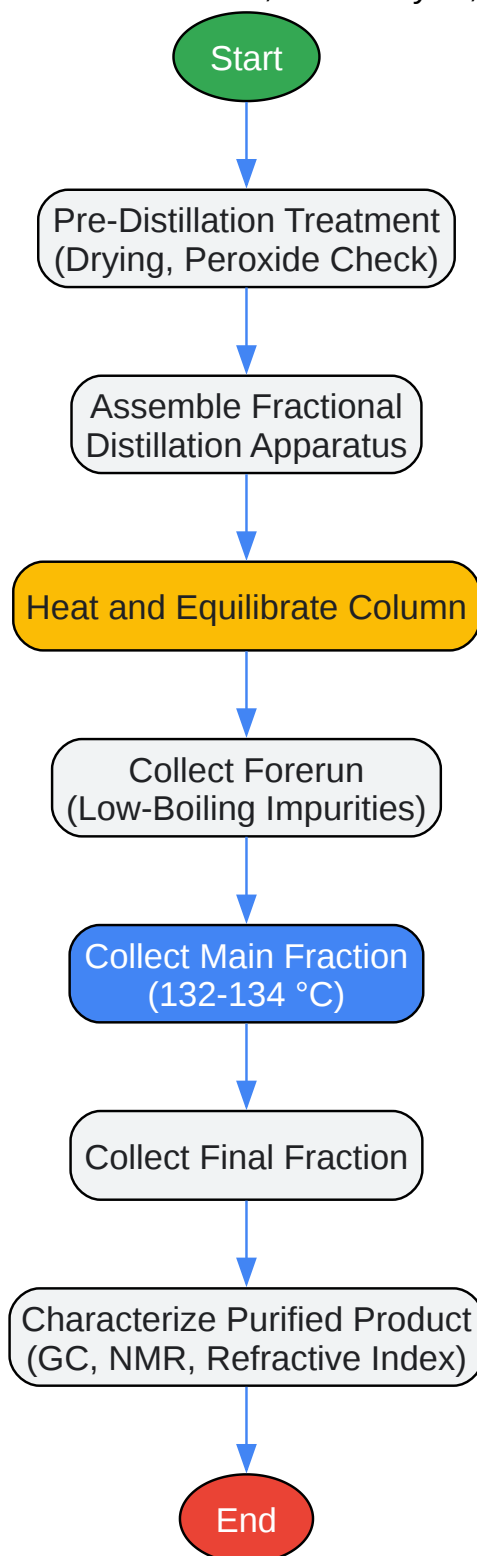 Start
Pre-Distillation Treatment
(Drying, Peroxide Check)
Assemble Fractional
Distillation Apparatus
Heat and Equilibrate Column
Collect Forerun
(Low-Boiling Impurities)
Collect Main Fraction
(132-134 °C)
Collect Final Fraction
Characterize Purified Product
(GC, NMR, Refractive Index)
End